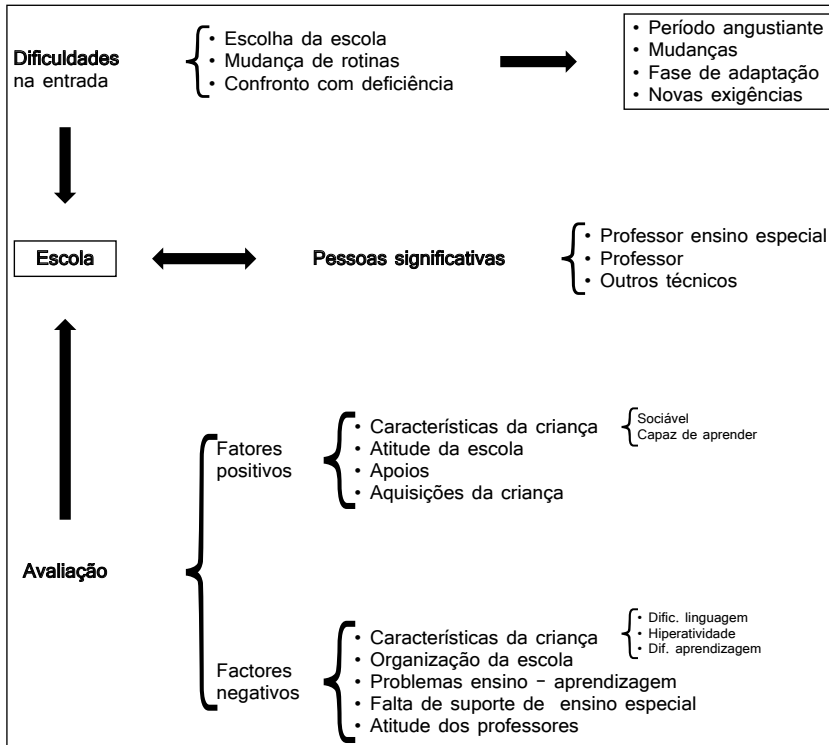 Dificuldades
na entrada
• Escolha da escola
• Mudança de rotinas
• Confronto com deficiência
• Período angustiante
• Mudanças
• Fase de adaptação
• Novas exigências
Escola
Pessoas significativas
• Professor ensino especial
• Professor
• Outros técnicos
Avaliação
Fatores
positivos
• Características da criança
• Atitude da escola
• Apoios
• Aquisições da criança
Sociável
Capaz de aprender
Factores
negativos
• Características da criança
• Organização da escola
• Problemas ensino – aprendizagem
• Falta de suporte de ensino especial
• Atitude dos professores
• Dific. linguagem
• Hiperatividade
• Dif. aprendizagem